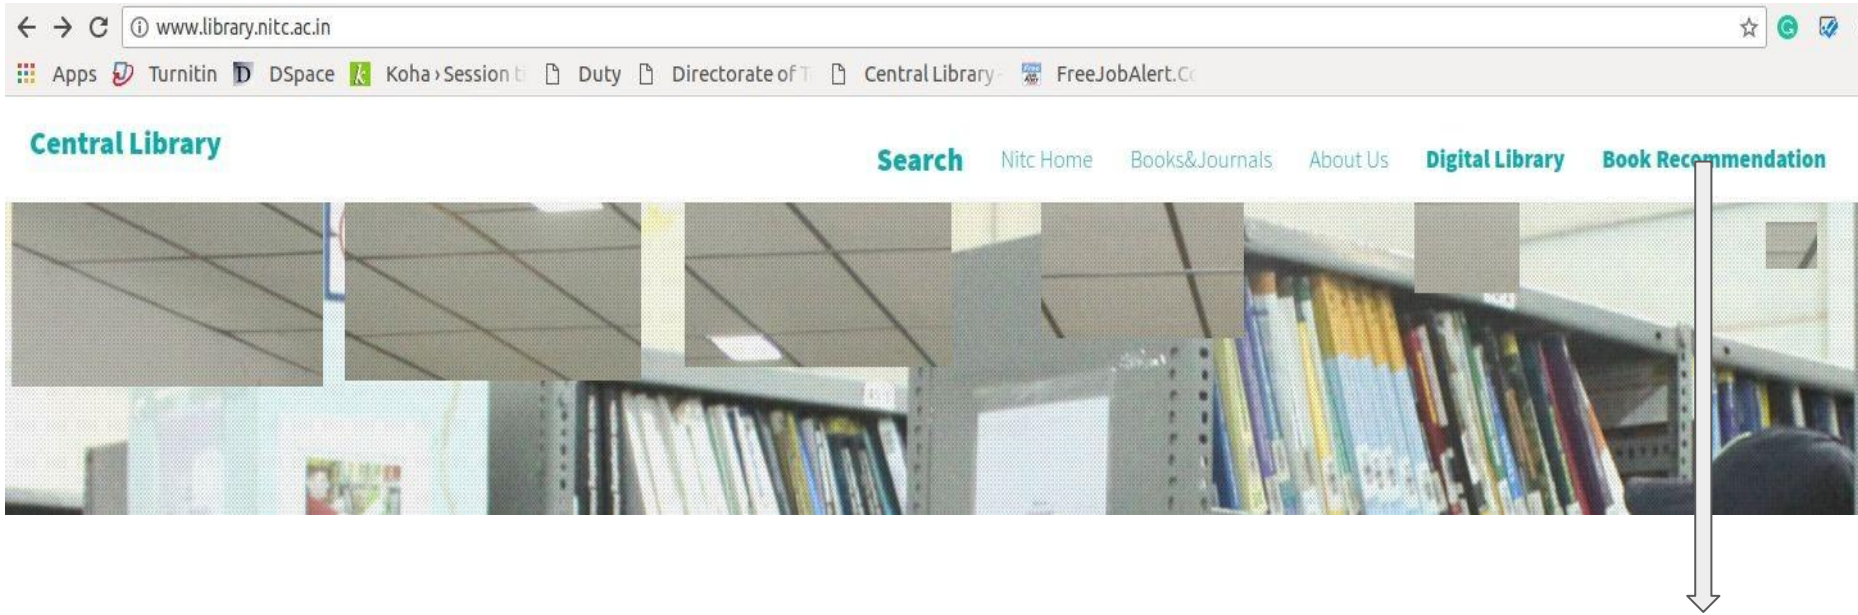 www.library.nitc.ac.in
Apps Turnitin D DSpace k Koha › Session Duty Directorate of Central Library FreeJobAlert.C
Central Library
Search Nitc Home Books&Journals About Us Digital Library Book Recommendation